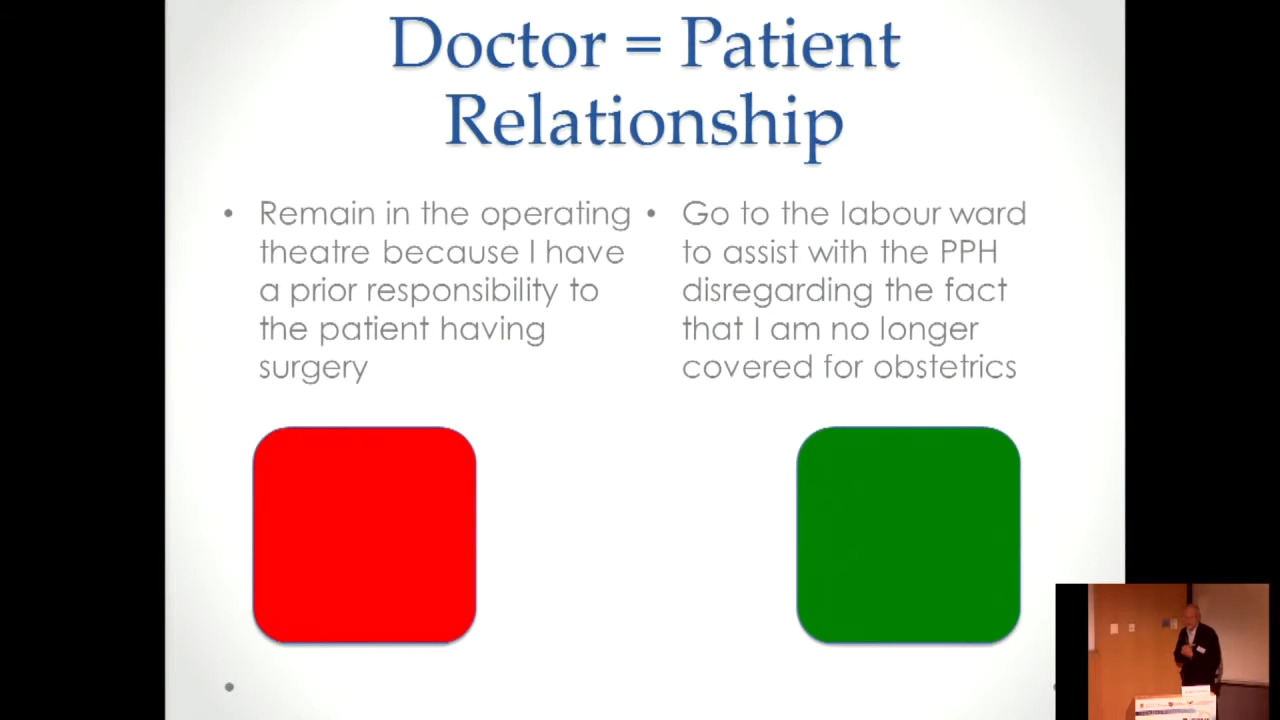 Doctor = Patient
Relationship
• Remain in the operating
theatre because I have
a prior responsibility to
the patient having
surgery
• Go to the labour ward
to assist with the PPH
disregarding the fact
that I am no longer
covered for obstetrics